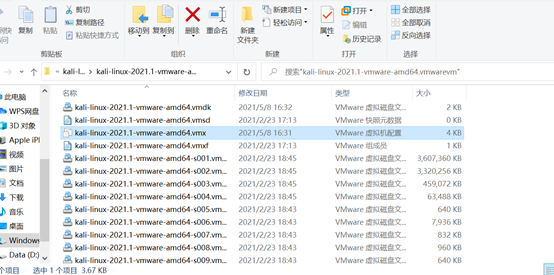 剪切
复制路径
粘贴快捷方式
复制
粘贴
移动到
复制到
删除
重命名
新建
文件夹
新建项目
轻松访问
属性
打开
编辑
历史记录
全部选择
全部取消
反向选择
剪贴板
组织
新建
打开
选择
kali-l... kali-linux-2021.1-vmware-a...
搜索"kali-linux-2021.1-vmware-amd64.vmwarevm"
名称 修改日期 类型 大小
kali-linux-2021.1-vmware-amd64.vmdk 2021/5/8 16:32 VMware 虚拟磁盘文... 2 KB
kali-linux-2021.1-vmware-amd64.vmsd 2021/2/23 17:13 VMware 快照元数据 0 KB
kali-linux-2021.1-vmware-amd64.vmx 2021/5/8 16:31 VMware 虚拟机配置 4 KB
kali-linux-2021.1-vmware-amd64.vmxf 2021/2/23 17:13 VMware 组成员 1 KB
kali-linux-2021.1-vmware-amd64-s001.vm... 2021/2/23 18:45 VMware 虚拟磁盘文... 3,607,360 KB
kali-linux-2021.1-vmware-amd64-s002.vm... 2021/2/23 18:45 VMware 虚拟磁盘文... 3,320,256 KB
kali-linux-2021.1-vmware-amd64-s003.vm... 2021/2/23 18:45 VMware 虚拟磁盘文... 459,072 KB
kali-linux-2021.1-vmware-amd64-s004.vm... 2021/2/23 18:45 VMware 虚拟磁盘文... 63,488 KB
kali-linux-2021.1-vmware-amd64-s005.vm... 2021/2/23 18:43 VMware 虚拟磁盘文... 640 KB
kali-linux-2021.1-vmware-amd64-s006.vm... 2021/2/23 18:43 VMware 虚拟磁盘文... 7,936 KB
kali-linux-2021.1-vmware-amd64-s007.vm... 2021/2/23 18:43 VMware 虚拟磁盘文... 832 KB
kali-linux-2021.1-vmware-amd64-s008.vm... 2021/2/23 18:43 VMware 虚拟磁盘文... 960 KB
kali-linux-2021.1-vmware-amd64-s009.vm... 2021/2/23 18:43 VMware 虚拟磁盘文... 640 KB
此电脑
WPS网盘
3D 对象
Apple iPl
视频
图片
文档
下载
音乐
桌面
Windows
Data (D:)
个项目 选中 1 个项目 3.67 KB